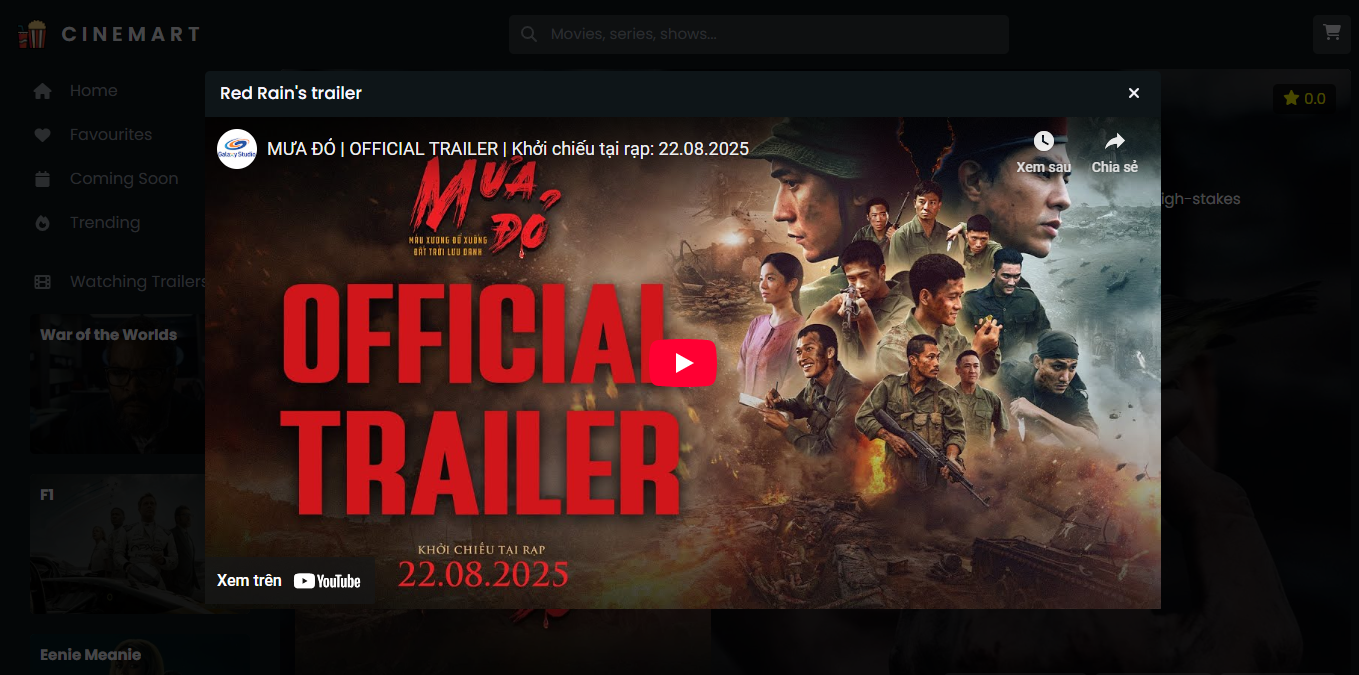 CINEMART
Movies, series, shows...
Home
Favourites
Coming Soon
Trending
Watching Trailers
War of the Worlds
F1
Eenie Meanie
0.0
igh-stakes
Red Rain's trailer
Galaxy Studio
MƯA ĐỎ | OFFICIAL TRAILER | Khởi chiếu tại rạp: 22.08.2025
Xem sau
Chia sẻ
MƯA
ĐỎ
MÁU XƯƠNG ĐỔ XUỐNG
ĐẤT TRỜI LƯU DANH
OFFICIAL
TRAILER
KHỞI CHIẾU TẠI RẠP
22.08.2025
Xem trên YouTube